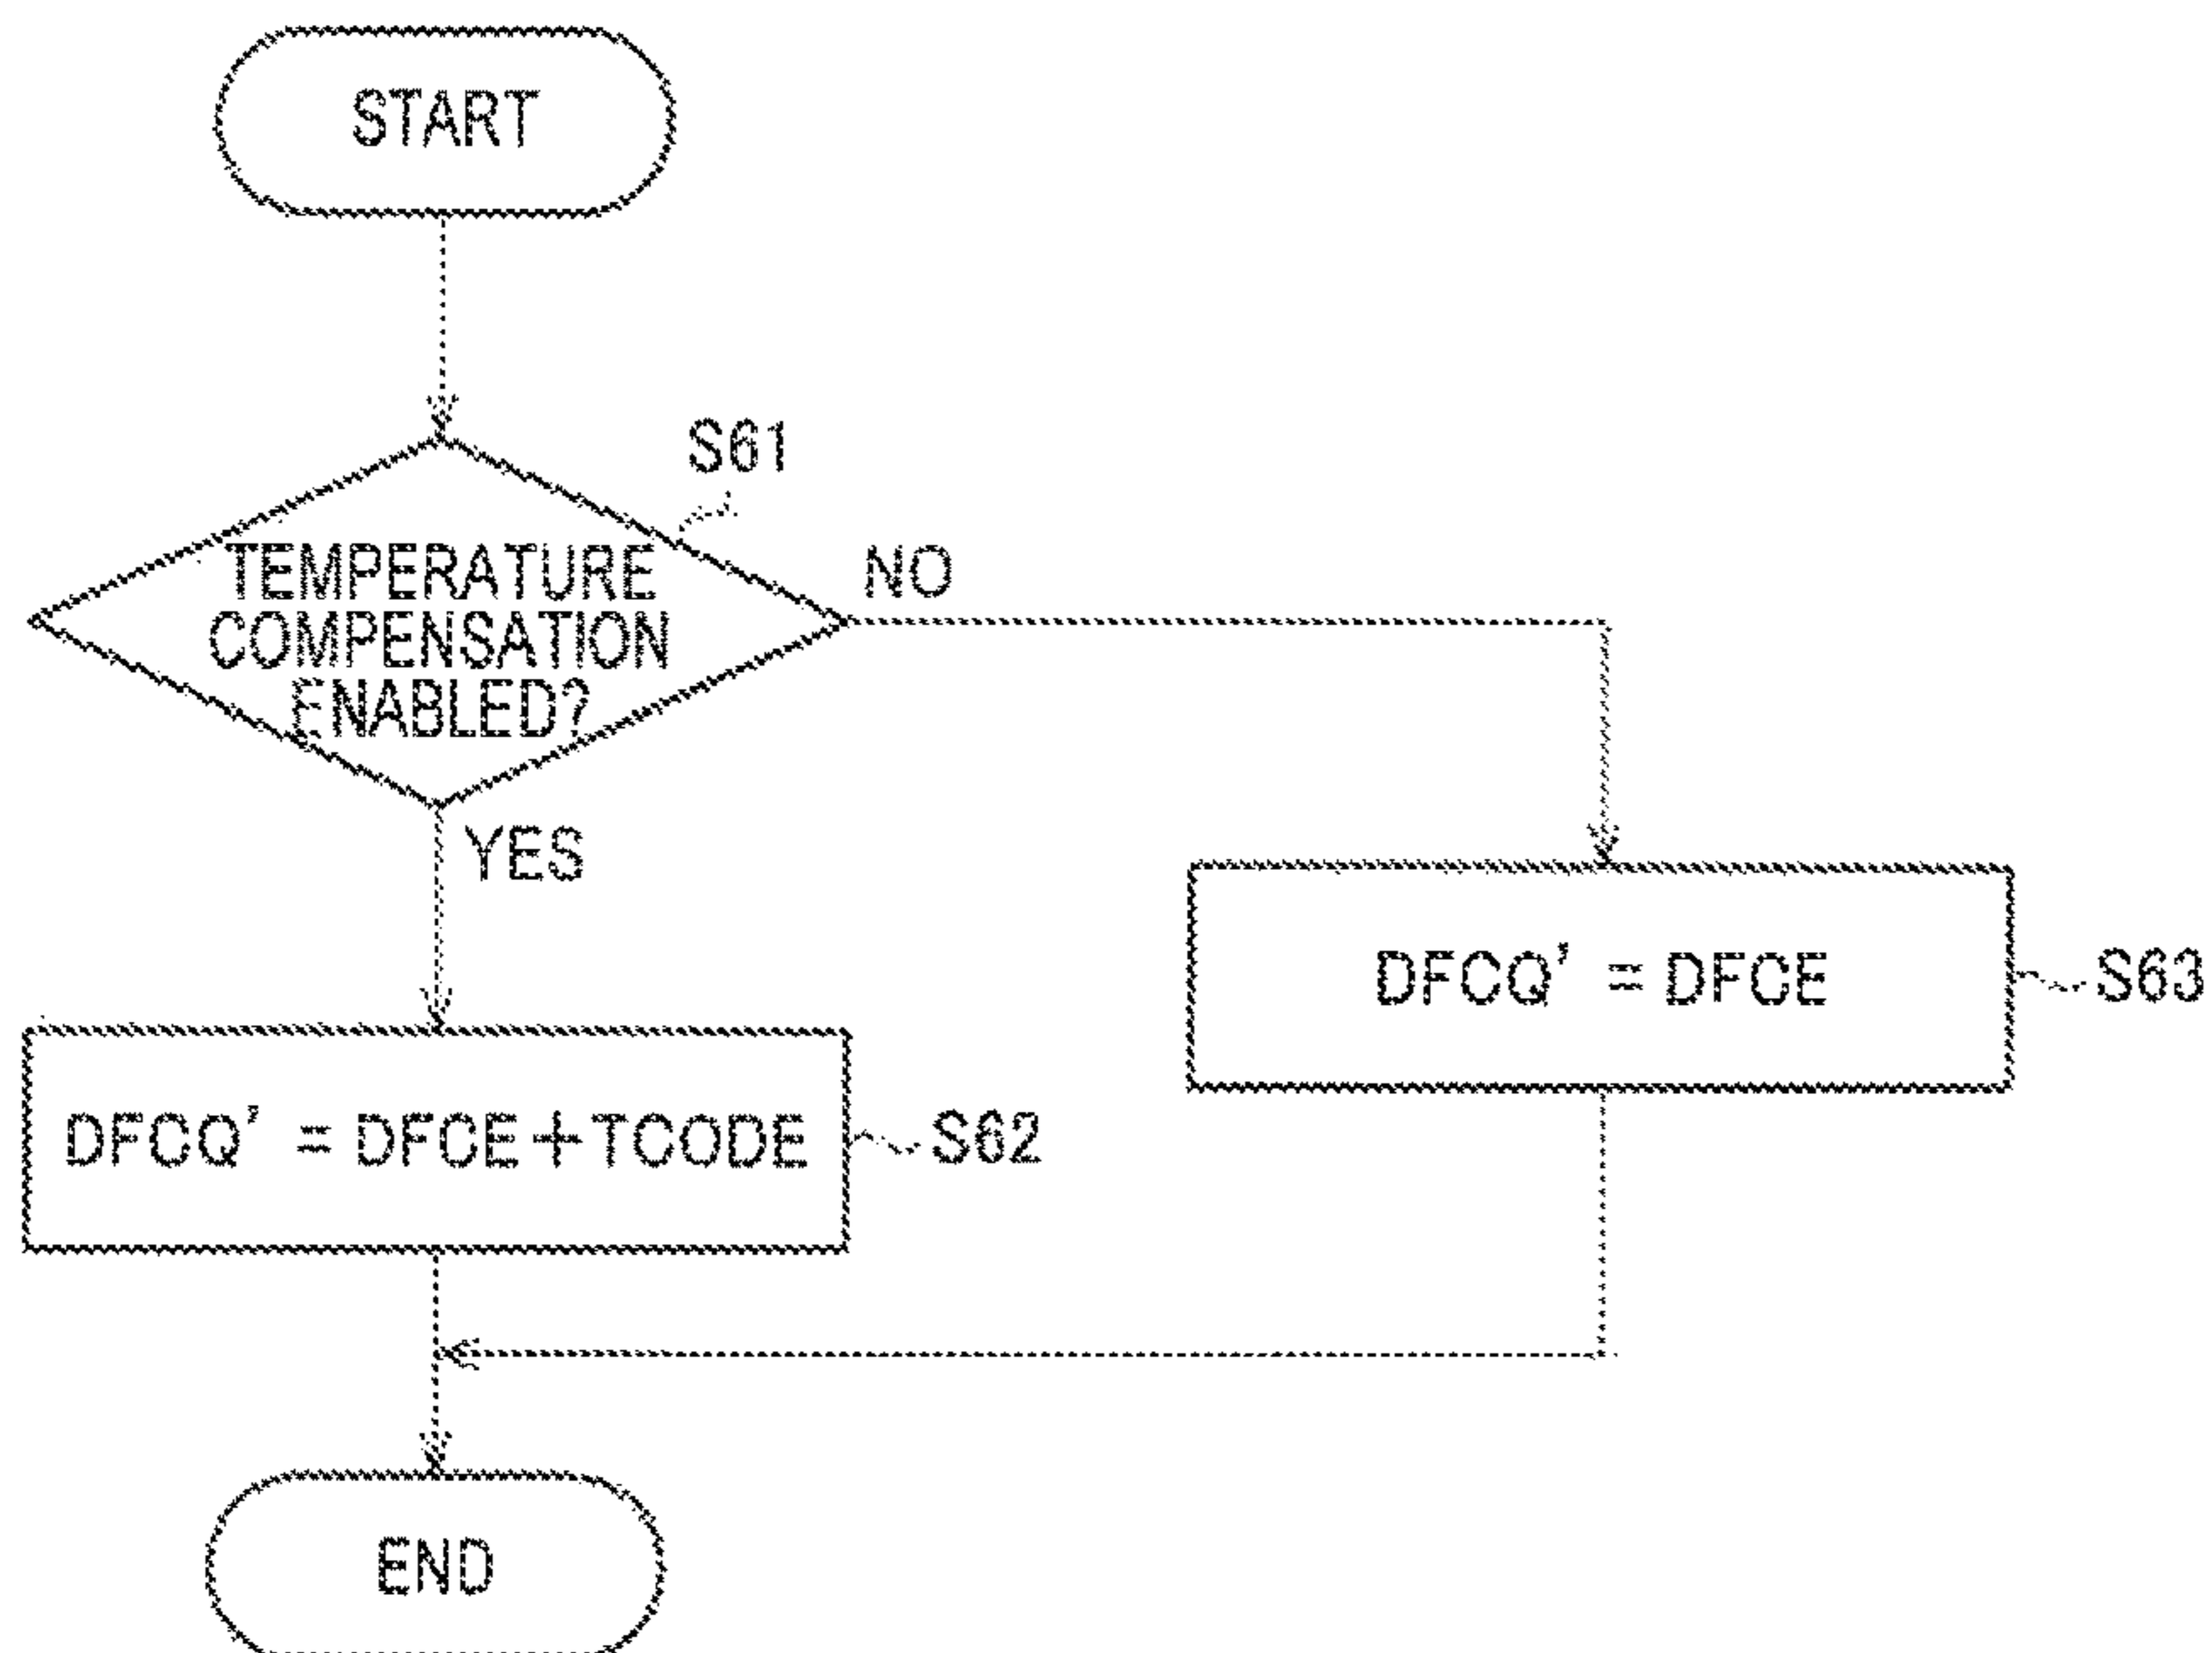 START
S61
TEMPERATURE
COMPENSATION
ENABLED?
NO
YES
DFCQ' = DFCE
S63
DFCQ' = DFCE+TCODE
S62
END